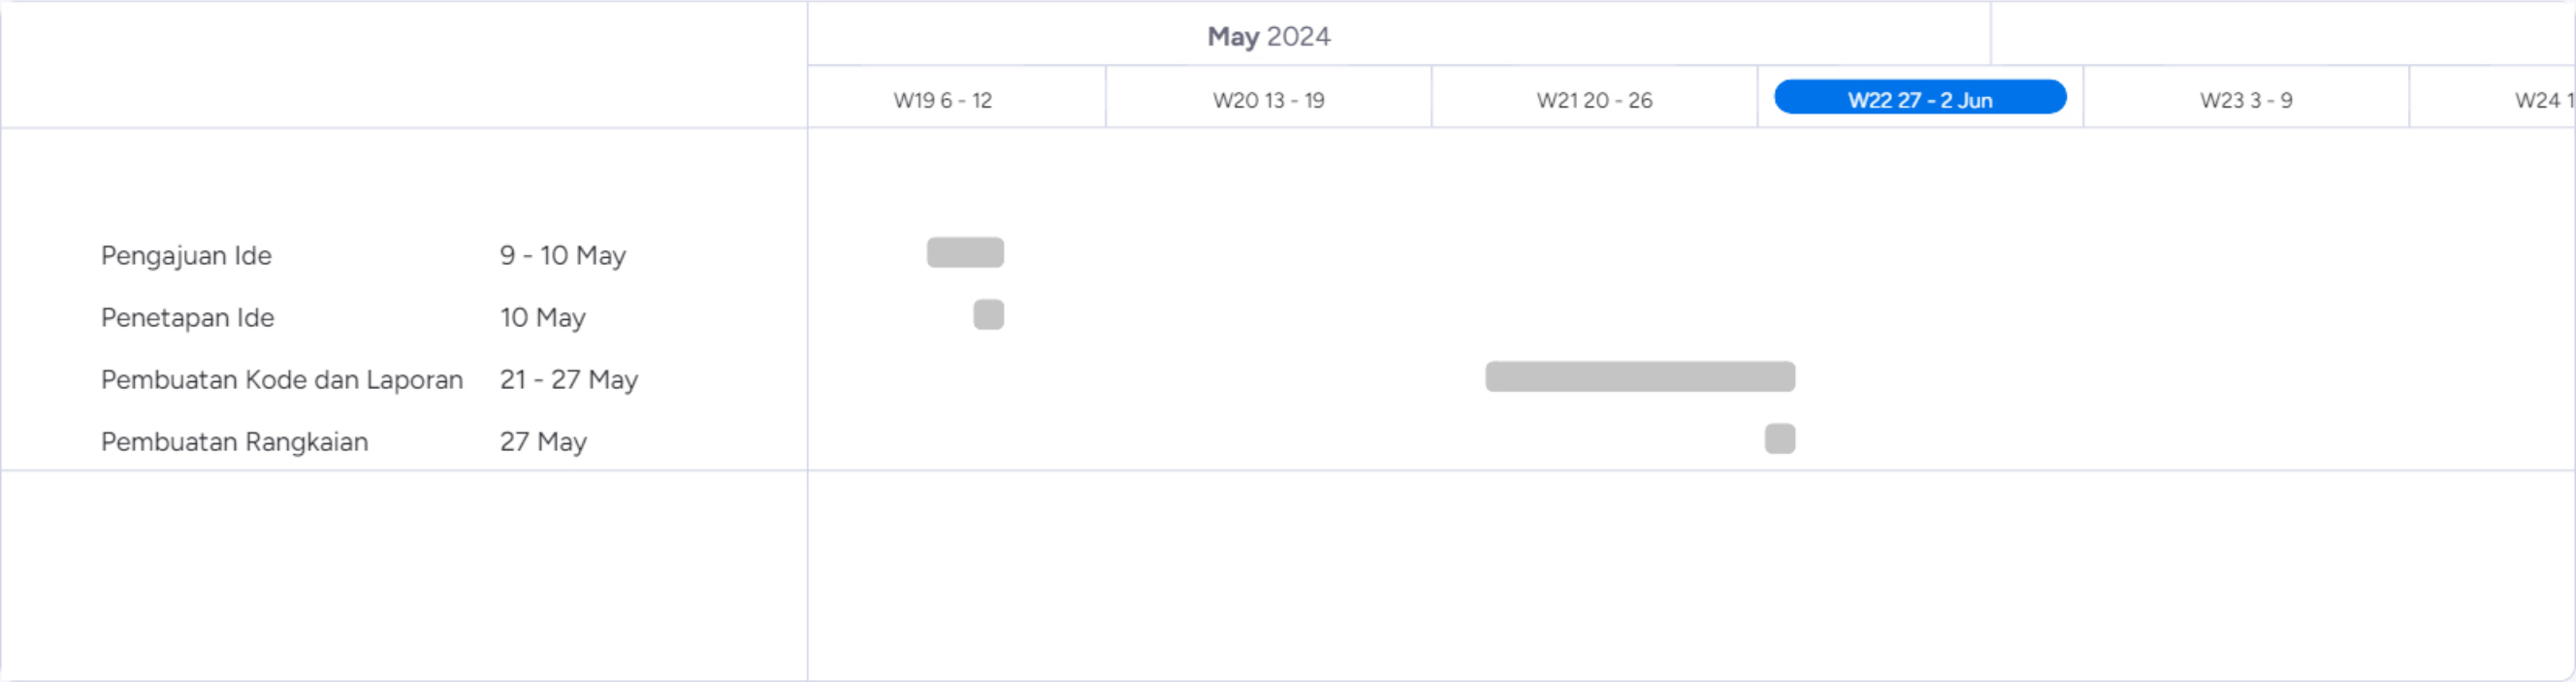 May 2024
W19 6 - 12 W20 13 - 19 W21 20 - 26 W22 27 - 2 Jun W23 3 - 9 W24 1
Pengajuan Ide 9 - 10 May
Penetapan Ide 10 May
Pembuatan Kode dan Laporan 21 - 27 May
Pembuatan Rangkaian 27 May